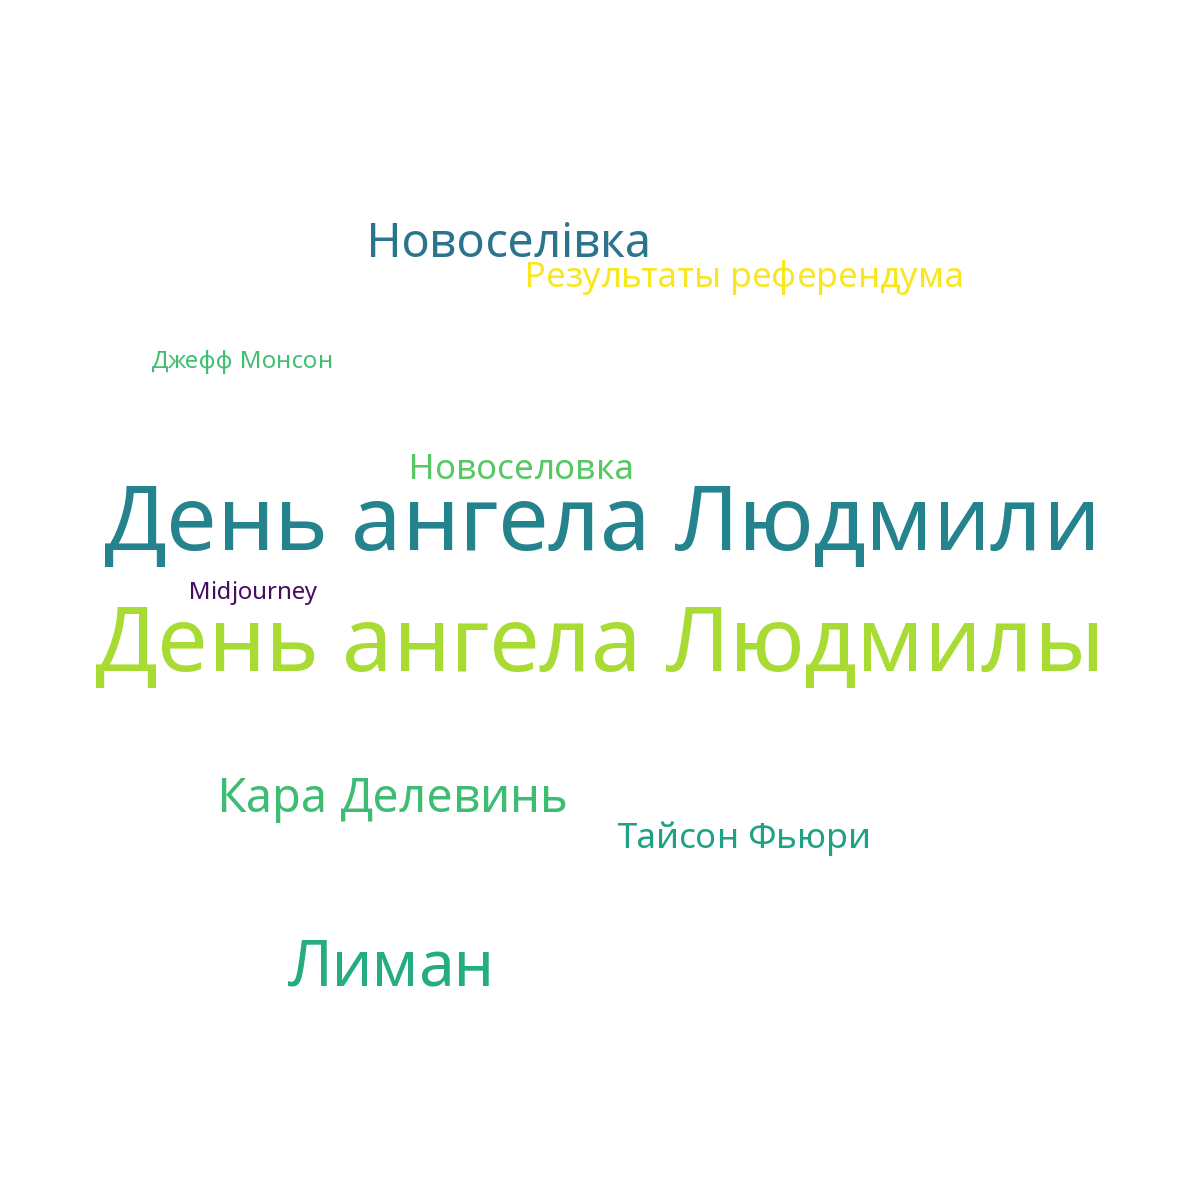 Новоселівка
Результаты референдума
Джефф Монсон
Новоселовка
День ангела Людмили
Midjourney
День ангела Людмилы
Кара Делевинь
Тайсон Фьюри
Лиман